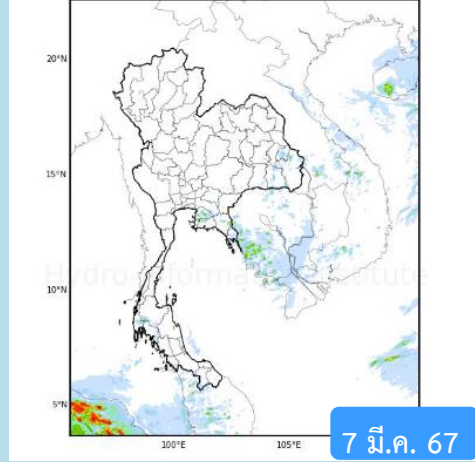 20°N
15°N
Hydro-Informatics Institute
10°N
5°N
100°E
105°E
7 มี.ค. 67